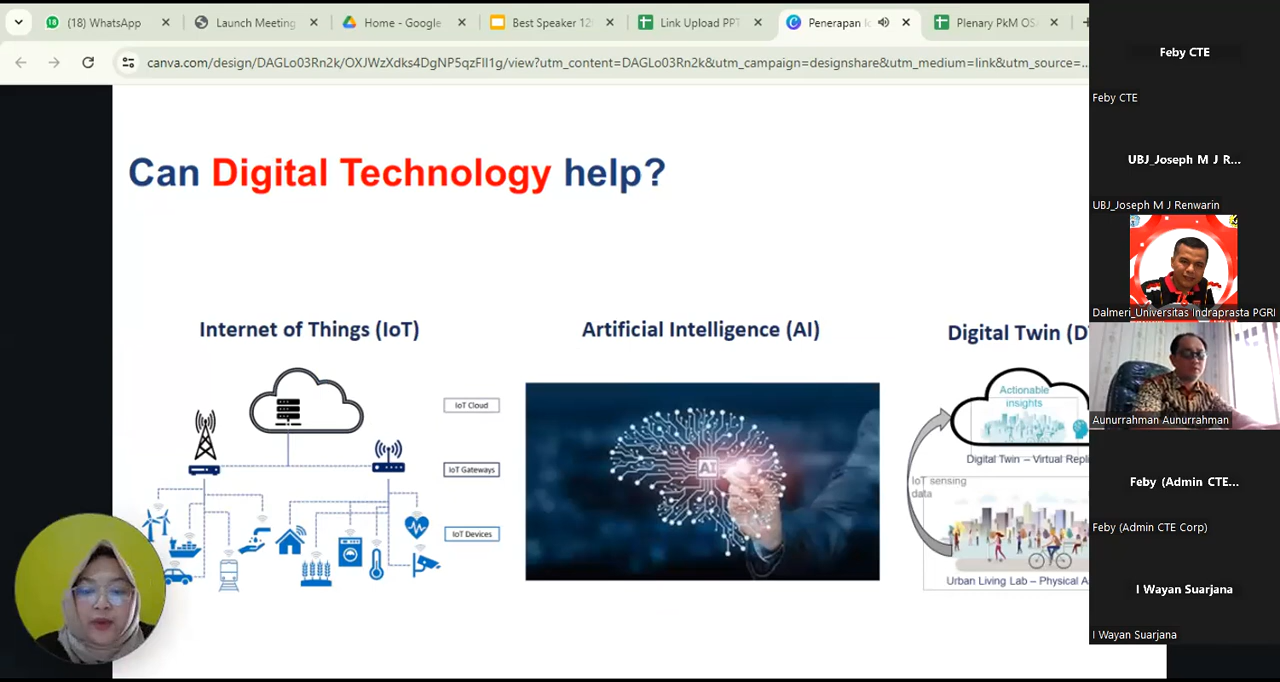 (18) WhatsApp
Launch Meeting
Home - Google
Best Speaker 12
Link Upload PPT
Penerapan Io
Plenary PkM OS
canva.com/design/DAGLo03Rn2k/OXJWzXdks4DgNP5qzFlI1g/view?utm_content=DAGLo03Rn2k&utm_campaign=designshare&utm_medium=link&utm_source=...
Can Digital Technology help?
Internet of Things (IoT)
IoT Cloud
IoT Gateways
IoT Devices
Artificial Intelligence (AI)
AI
Digital Twin (D
Actionable
insights
Digital Twin – Virtual Repli
IoT sensing
data
Urban Living Lab – Physical A
Feby CTE
Feby CTE
UBJ_Joseph M J R...
UBJ_Joseph M J Renwarin
Dalmeri_Universitas Indraprasta PGRI
Aunurrahman Aunurrahman
Feby (Admin CTE...
Feby (Admin CTE Corp)
I Wayan Suarjana
I Wayan Suarjana